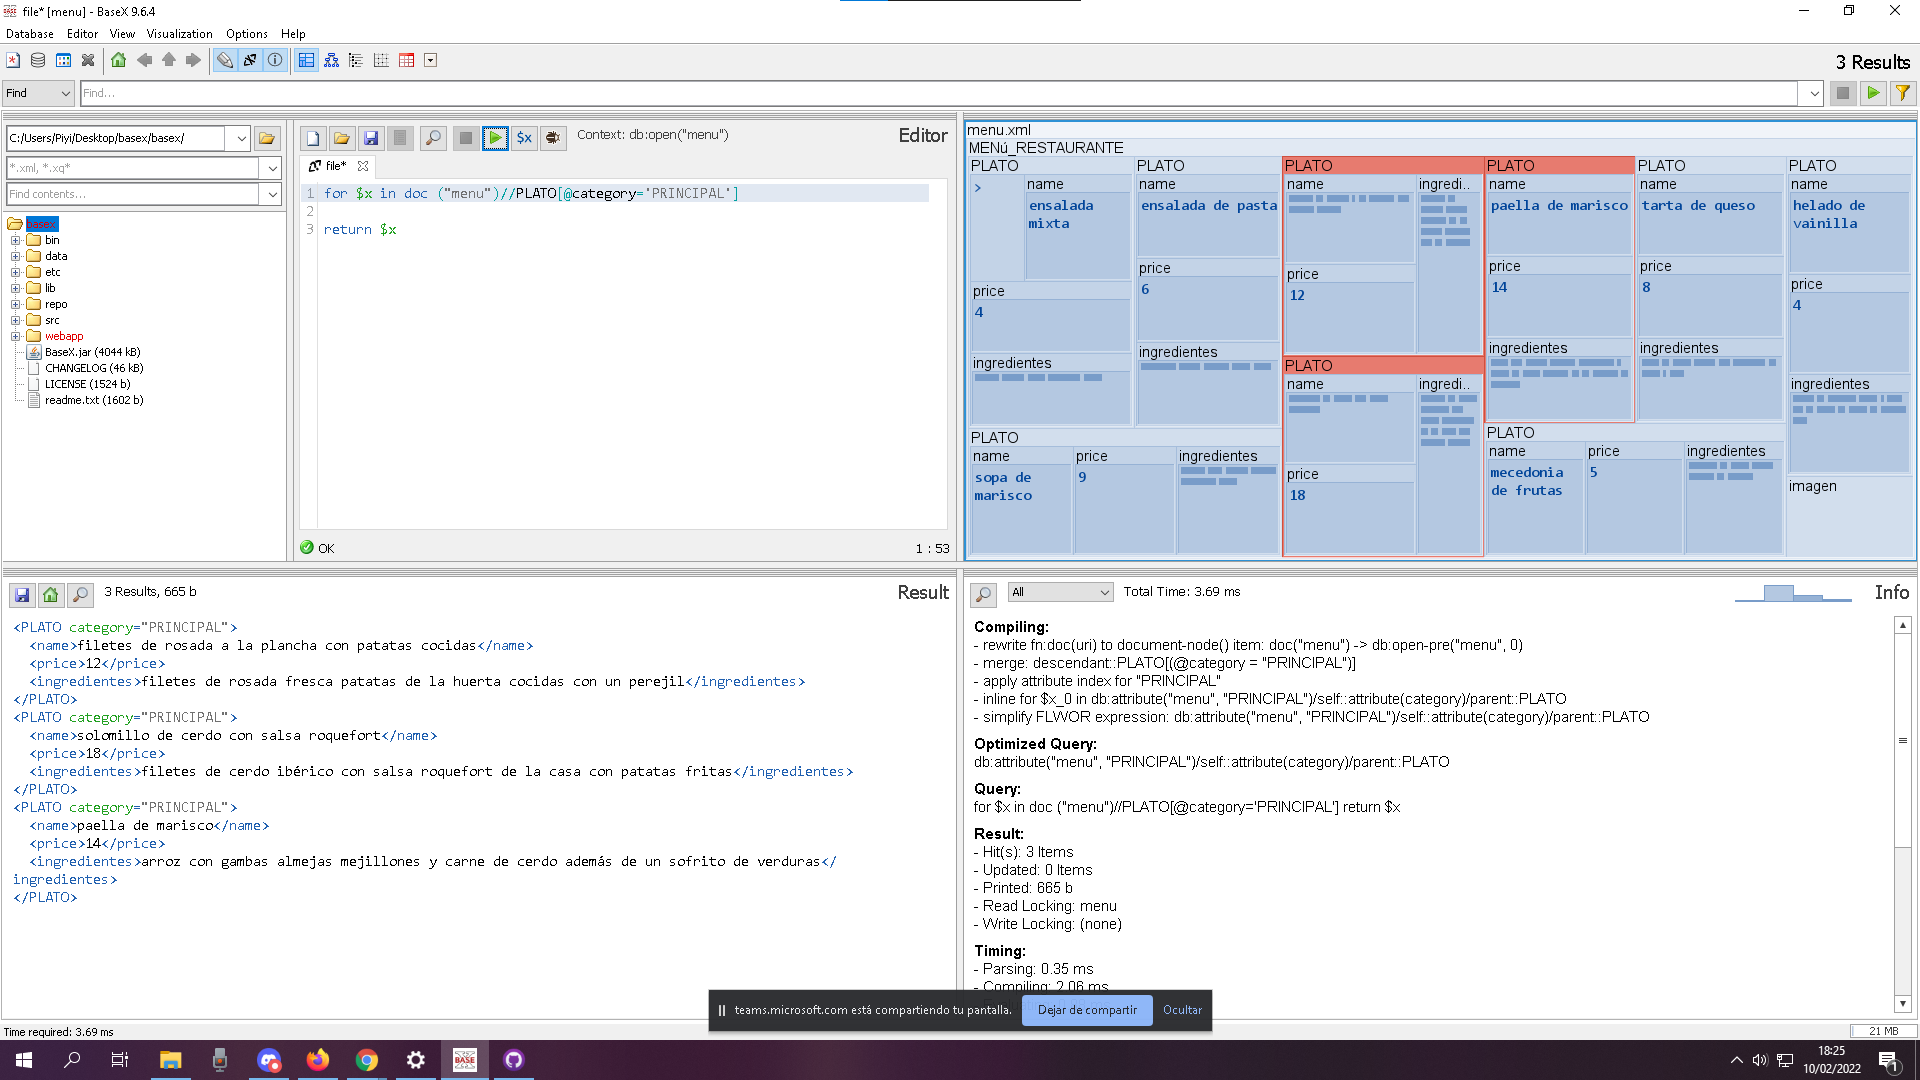 file* [menu] - BaseX 9.6.4
Database Editor View Visualization Options Help
3 Results
Find Find...
C:/Users/Piyi/Desktop/basex/basex/
*.xml, *.xq*
Find contents...
basex
bin
data
etc
lib
repo
src
webapp
BaseX.jar (4044 kB)
CHANGELOG (46 kB)
LICENSE (1524 b)
readme.txt (1602 b)
$x Context: db:open("menu") Editor
file*
1 for $x in doc ("menu")//PLATO[@category='PRINCIPAL']
2
3 return $x
OK 1 : 53
menu.xml
MENú_RESTAURANTE
PLATO
name
ensalada
mixta
price
4
ingredientes
PLATO
name
ensalada de pasta
price
6
ingredientes
PLATO
name
sopa de
marisco
price
9
ingredientes
PLATO
name
ingredi..
price
12
PLATO
name
ingredi..
price
18
PLATO
name
paella de marisco
price
14
ingredientes
PLATO
name
tarta de queso
price
8
ingredientes
PLATO
name
mecedonia
de frutas
price
5
ingredientes
PLATO
name
helado de
vainilla
price
4
ingredientes
imagen
3 Results, 665 b Result
<PLATO category="PRINCIPAL">
<name>filetes de rosada a la plancha con patatas cocidas</name>
<price>12</price>
<ingredientes>filetes de rosada fresca patatas de la huerta cocidas con un perejil</ingredientes>
</PLATO>
<PLATO category="PRINCIPAL">
<name>solomillo de cerdo con salsa roquefort</name>
<price>18</price>
<ingredientes>filetes de cerdo ibérico con salsa roquefort de la casa con patatas fritas</ingredientes>
</PLATO>
<PLATO category="PRINCIPAL">
<name>paella de marisco</name>
<price>14</price>
<ingredientes>arroz con gambas almejas mejillones y carne de cerdo además de un sofrito de verduras</
ingredientes>
</PLATO>
All Total Time: 3.69 ms Info
Compiling:
- rewrite fn:doc(uri) to document-node() item: doc("menu") -> db:open-pre("menu", 0)
- merge: descendant::PLATO[(@category = "PRINCIPAL")]
- apply attribute index for "PRINCIPAL"
- inline for $x_0 in db:attribute("menu", "PRINCIPAL")/self::attribute(category)/parent::PLATO
- simplify FLWOR expression: db:attribute("menu", "PRINCIPAL")/self::attribute(category)/parent::PLATO
Optimized Query:
db:attribute("menu", "PRINCIPAL")/self::attribute(category)/parent::PLATO
Query:
for $x in doc ("menu")//PLATO[@category='PRINCIPAL'] return $x
Result:
- Hit(s): 3 Items
- Updated: 0 Items
- Printed: 665 b
- Read Locking: menu
- Write Locking: (none)
Timing:
- Parsing: 0.35 ms
- Compiling: 2.06 ms
teams.microsoft.com está compartiendo tu pantalla. Dejar de compartir Ocultar
Time required: 3.69 ms 21 MB
BASE
18:25
10/02/2022
1